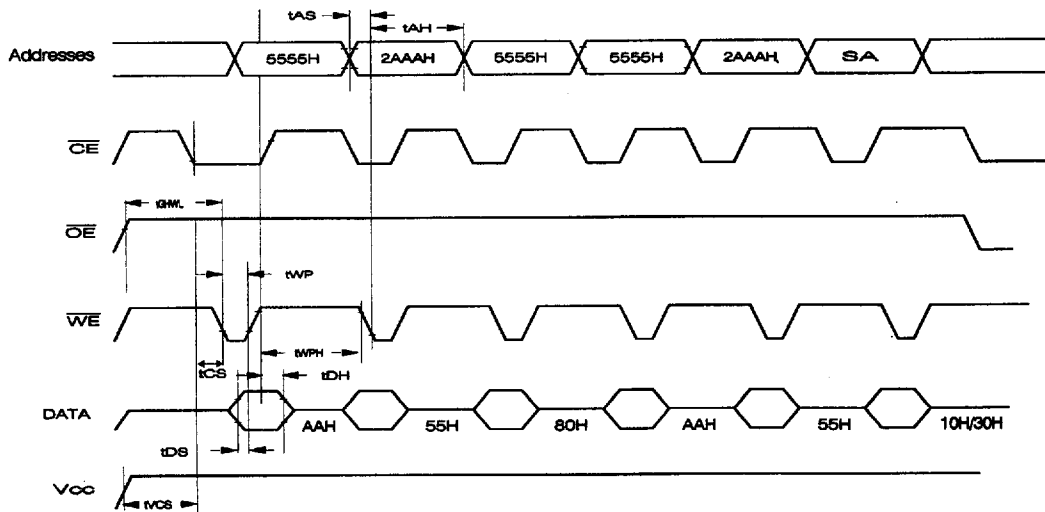 tAS
tAH
Addresses
5555H 2AAAH 5555H 5555H 2AAAH SA
CE
tGHWL
OE
tWP
WE
tWPH
tCS
tDH
DATA
AAH 55H 80H AAH 55H 10H/30H
tDS
Vcc
tVCS